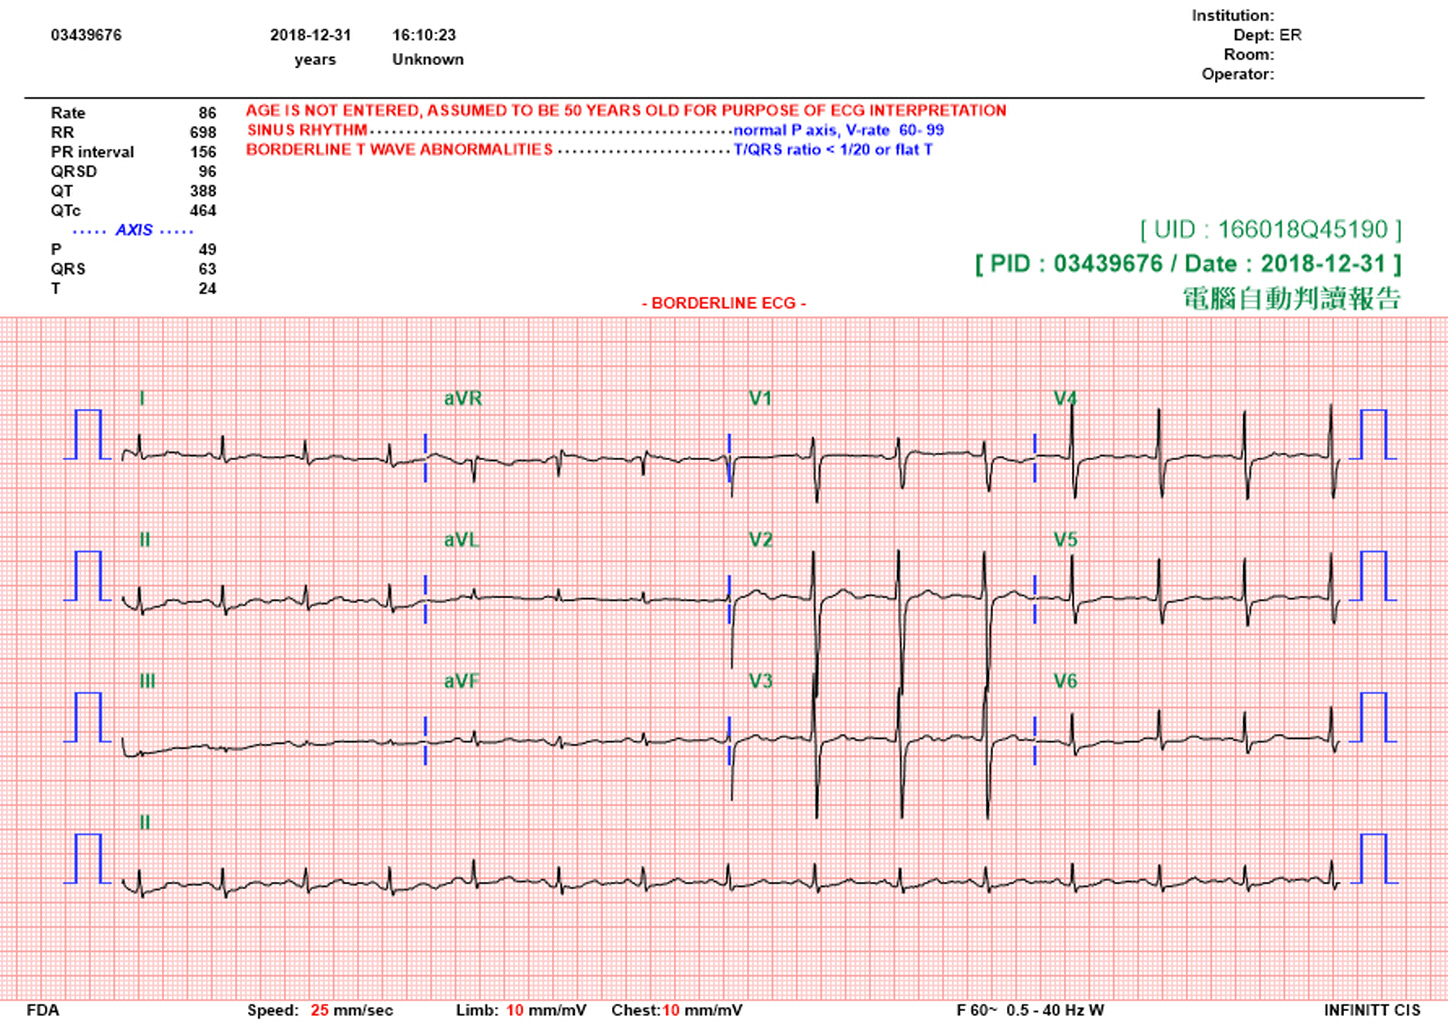 03439676 2018-12-31 16:10:23
years Unknown
Institution:
Dept: ER
Room:
Operator:
Rate 86
RR 698
PR interval 156
QRSD 96
QT 388
QTc 464
····· AXIS ·····
P 49
QRS 63
T 24
AGE IS NOT ENTERED, ASSUMED TO BE 50 YEARS OLD FOR PURPOSE OF ECG INTERPRETATION
SINUS RHYTHM··········································normal P axis, V-rate 60- 99
BORDERLINE T WAVE ABNORMALITIES ························T/QRS ratio < 1/20 or flat T
[ UID : 166018Q45190 ]
[ PID : 03439676 / Date : 2018-12-31 ]
電腦自動判讀報告
- BORDERLINE ECG -
I aVR V1 V4
II aVL V2 V5
III aVF V3 V6
II
FDA Speed: 25 mm/sec Limb: 10 mm/mV Chest:10 mm/mV F 60~ 0.5 - 40 Hz W INFINITT CIS